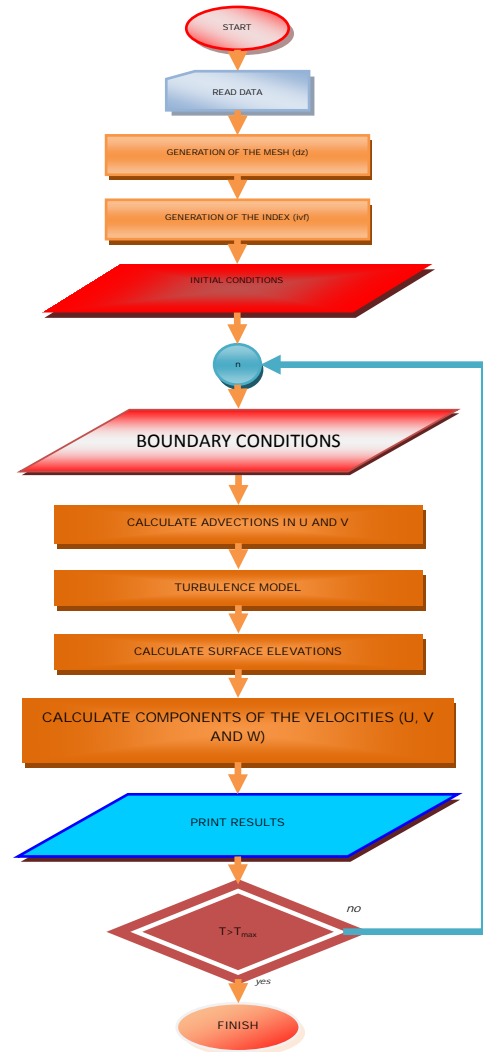 START
READ DATA
GENERATION OF THE MESH (dz)
GENERATION OF THE INDEX (ivf)
INITIAL CONDITIONS
n
BOUNDARY CONDITIONS
CALCULATE ADVECTIONS IN U AND V
TURBULENCE MODEL
CALCULATE SURFACE ELEVATIONS
CALCULATE COMPONENTS OF THE VELOCITIES (U, V
AND W)
PRINT RESULTS
no
T>Tmax
yes
FINISH